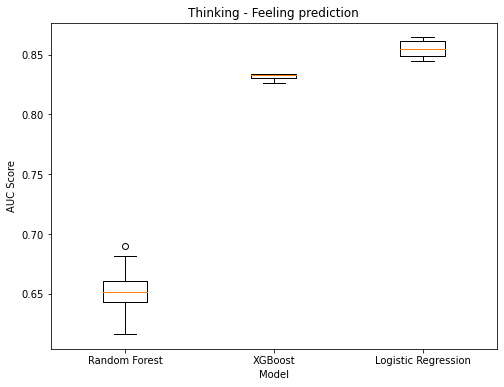 Thinking - Feeling prediction
0.85
0.80
0.75
0.70
0.65
AUC Score
Random Forest
XGBoost
Logistic Regression
Model